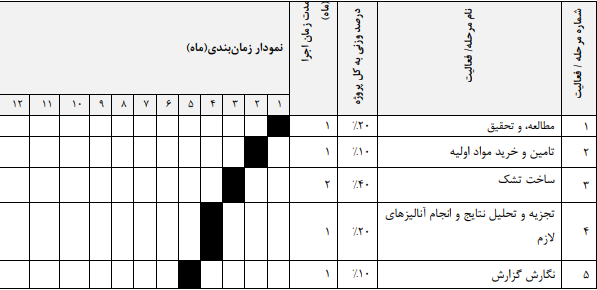 شماره مرحله / فعالیت
نام مرحله/ فعالیت
درصد وزنی به کل پروژه
مدت زمان اجرا (ماه)
نمودار زمان‌بندی(ماه)
۱ ۲ ۳ ۴ ۵ ۶ ۷ ۸ ۹ ۱۰ ۱۱ ۱۲
۱ مطالعه، و تحقیق ٪۲۰ ۱
۲ تامین و خرید مواد اولیه ٪۱۰ ۱
۳ ساخت تشک ٪۴۰ ۲
۴ تجزیه و تحلیل نتایج و انجام آنالیزهای
لازم ٪۲۰ ۱
۵ نگارش گزارش ٪۱۰ ۱